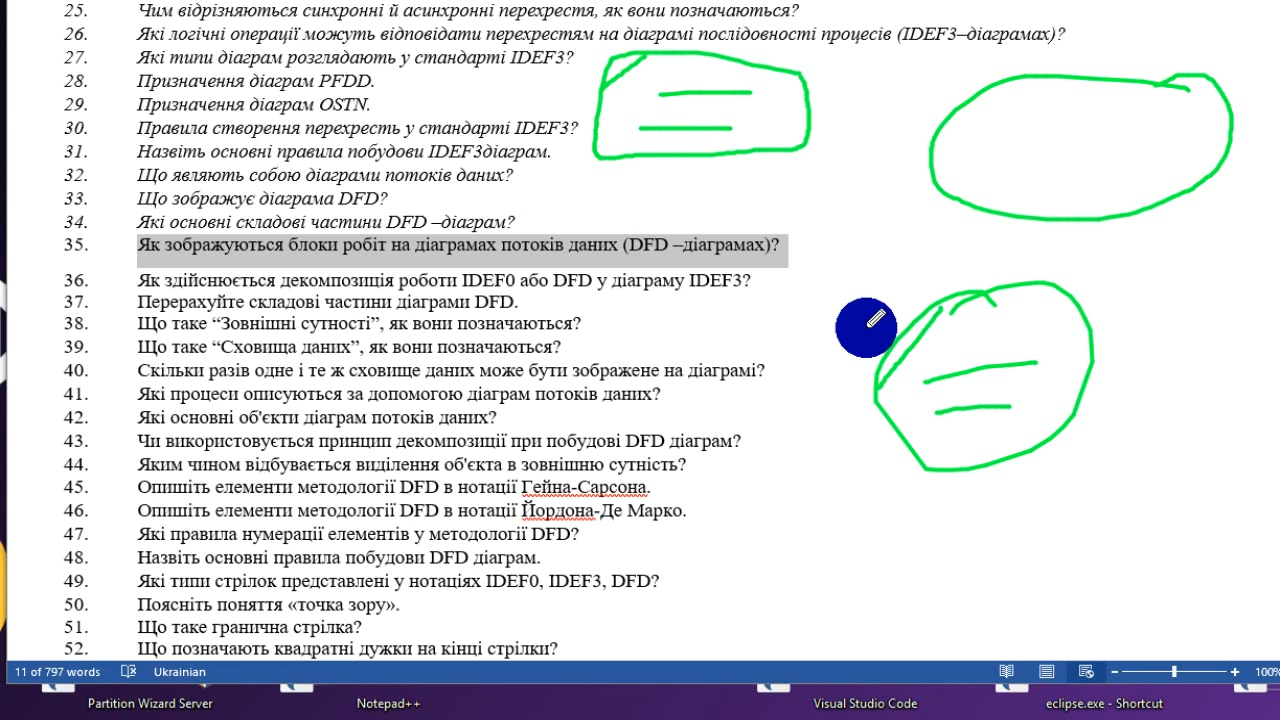 25. Чим відрізняються синхронні й асинхронні перехрестя, як вони позначаються?
26. Які логічні операції можуть відповідати перехрестям на діаграмі послідовності процесів (IDEF3–діаграмах)?
27. Які типи діаграм розглядають у стандарті IDEF3?
28. Призначення діаграм PFDD.
29. Призначення діаграм OSTN.
30. Правила створення перехресть у стандарті IDEF3?
31. Назвіть основні правила побудови IDEF3діаграм.
32. Що являють собою діаграми потоків даних?
33. Що зображує діаграма DFD?
34. Які основні складові частини DFD –діаграм?
35. Як зображуються блоки робіт на діаграмах потоків даних (DFD –діаграмах)?
36. Як здійснюється декомпозиція роботи IDEF0 або DFD у діаграму IDEF3?
37. Перерахуйте складові частини діаграми DFD.
38. Що таке “Зовнішні сутності”, як вони позначаються?
39. Що таке “Сховища даних”, як вони позначаються?
40. Скільки разів одне і те ж сховище даних може бути зображене на діаграмі?
41. Які процеси описуються за допомогою діаграм потоків даних?
42. Які основні об'єкти діаграм потоків даних?
43. Чи використовується принцип декомпозиції при побудові DFD діаграм?
44. Яким чином відбувається виділення об'єкта в зовнішню сутність?
45. Опишіть елементи методології DFD в нотації Гейна-Сарсона.
46. Опишіть елементи методології DFD в нотації Йордона-Де Марко.
47. Які правила нумерації елементів у методології DFD?
48. Назвіть основні правила побудови DFD діаграм.
49. Які типи стрілок представлені у нотаціях IDEF0, IDEF3, DFD?
50. Поясніть поняття «точка зору».
51. Що таке гранична стрілка?
52. Що позначають квадратні дужки на кінці стрілки?
11 of 797 words Ukrainian 100%
Partition Wizard Server Notepad++ Visual Studio Code eclipse.exe - Shortcut